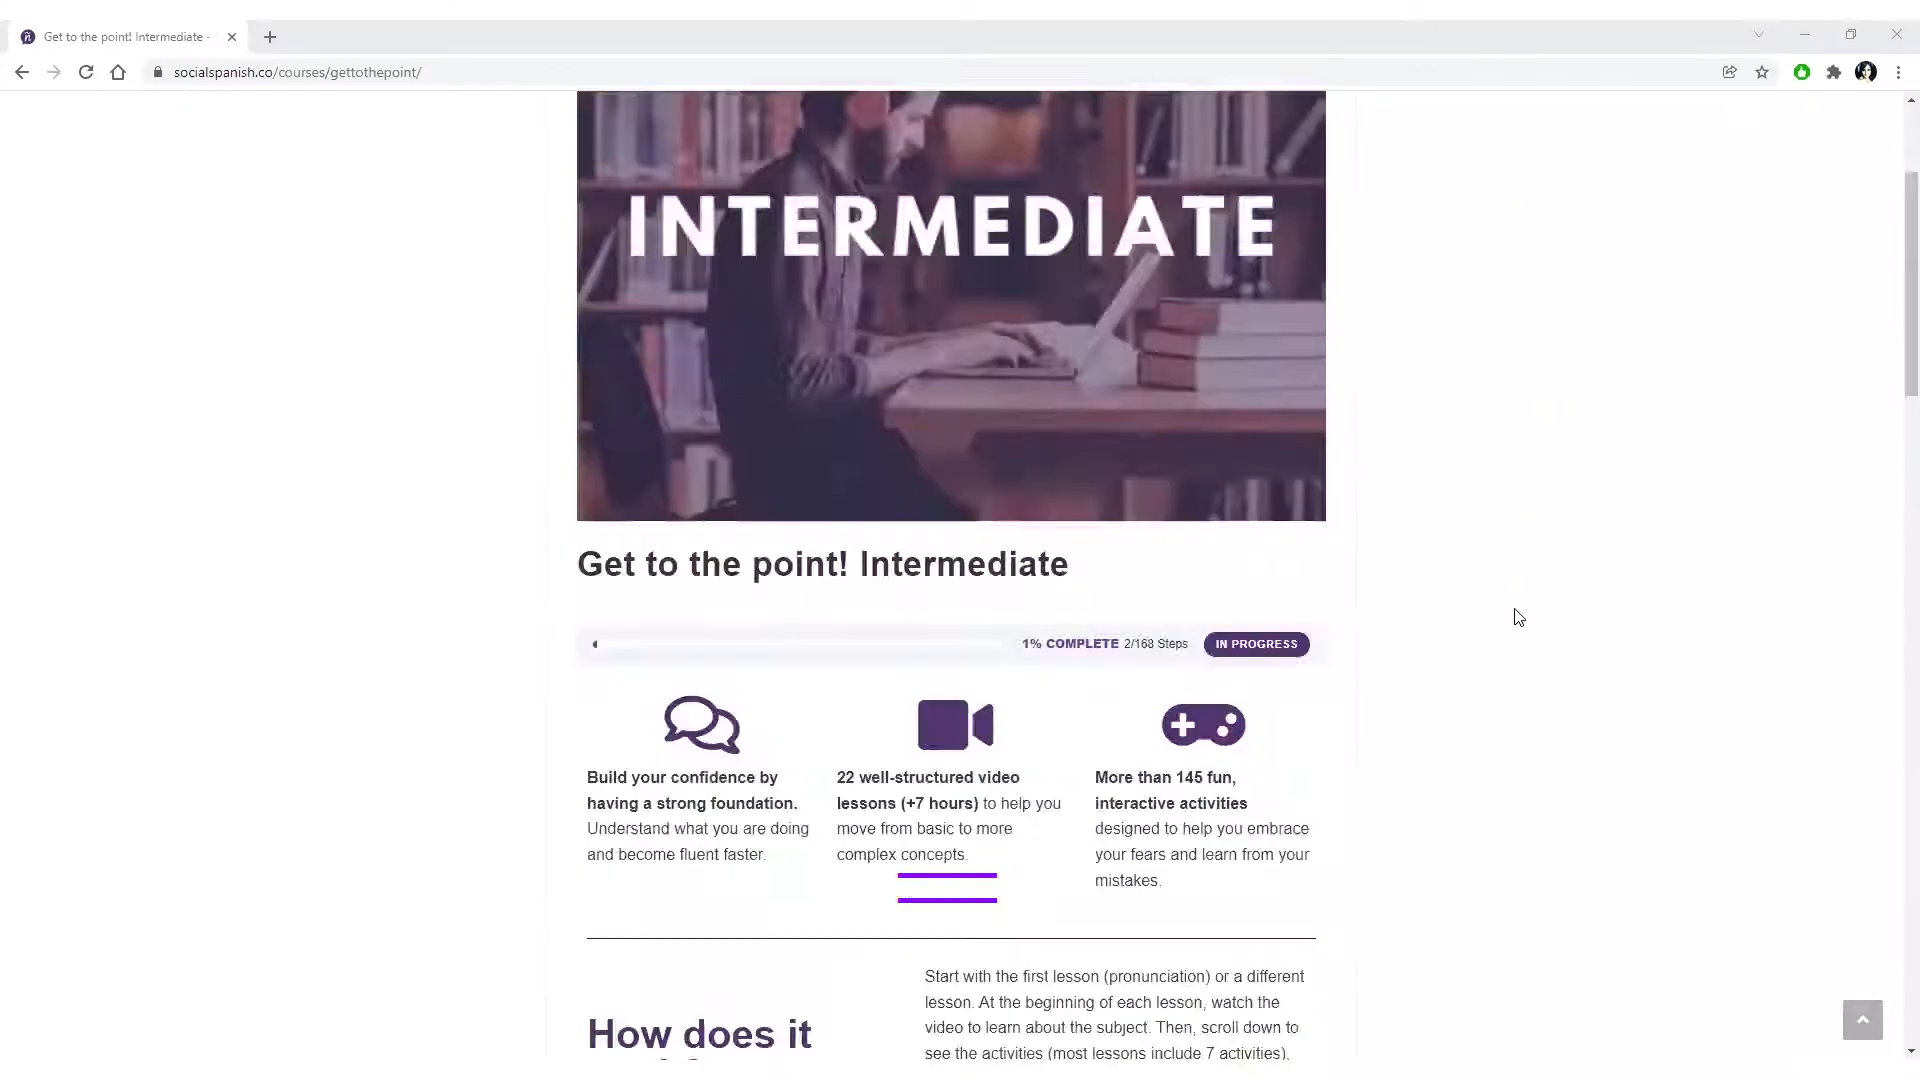 Get to the point! Intermediate -
socialspanish.co/courses/gettothepoint/
INTERMEDIATE
Get to the point! Intermediate
1% COMPLETE 2/168 Steps IN PROGRESS
Build your confidence by
having a strong foundation.
Understand what you are doing
and become fluent faster.
22 well-structured video
lessons (+7 hours) to help you
move from basic to more
complex concepts.
More than 145 fun,
interactive activities
designed to help you embrace
your fears and learn from your
mistakes.
How does it
Start with the first lesson (pronunciation) or a different
lesson. At the beginning of each lesson, watch the
video to learn about the subject. Then, scroll down to
see the activities (most lessons include 7 activities),